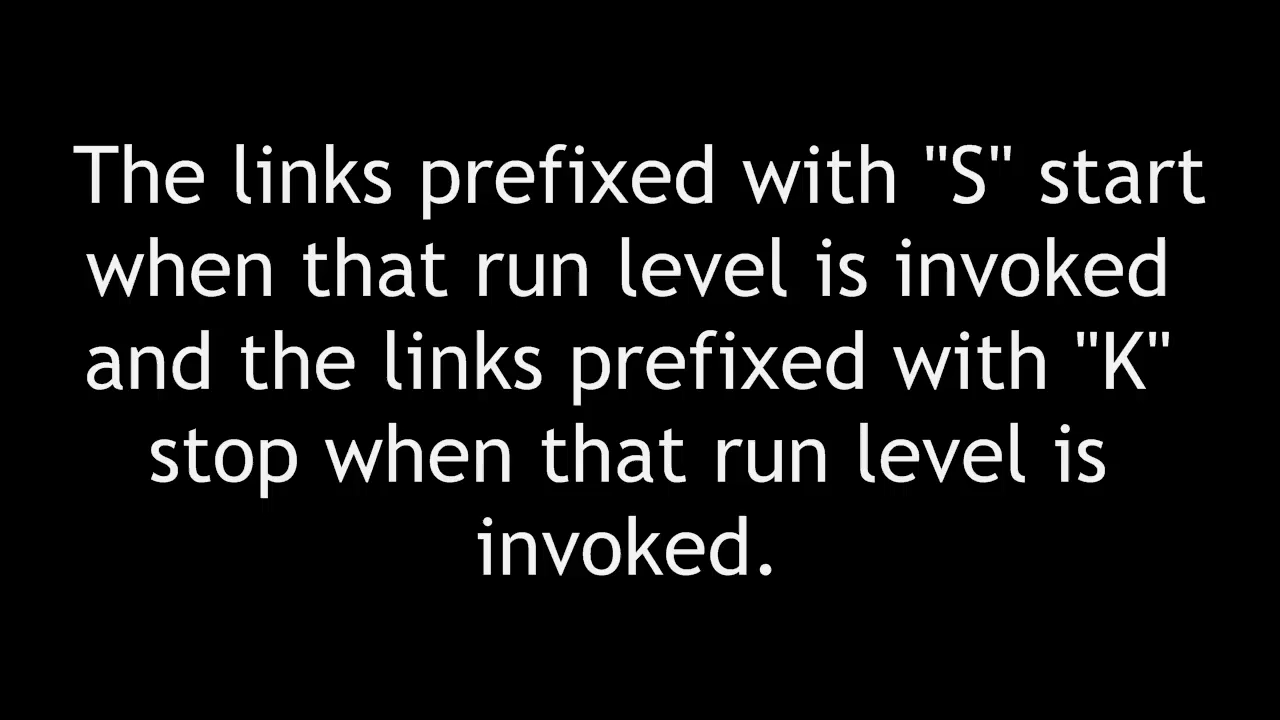 The links prefixed with "S" start
when that run level is invoked
and the links prefixed with "K"
stop when that run level is
invoked.